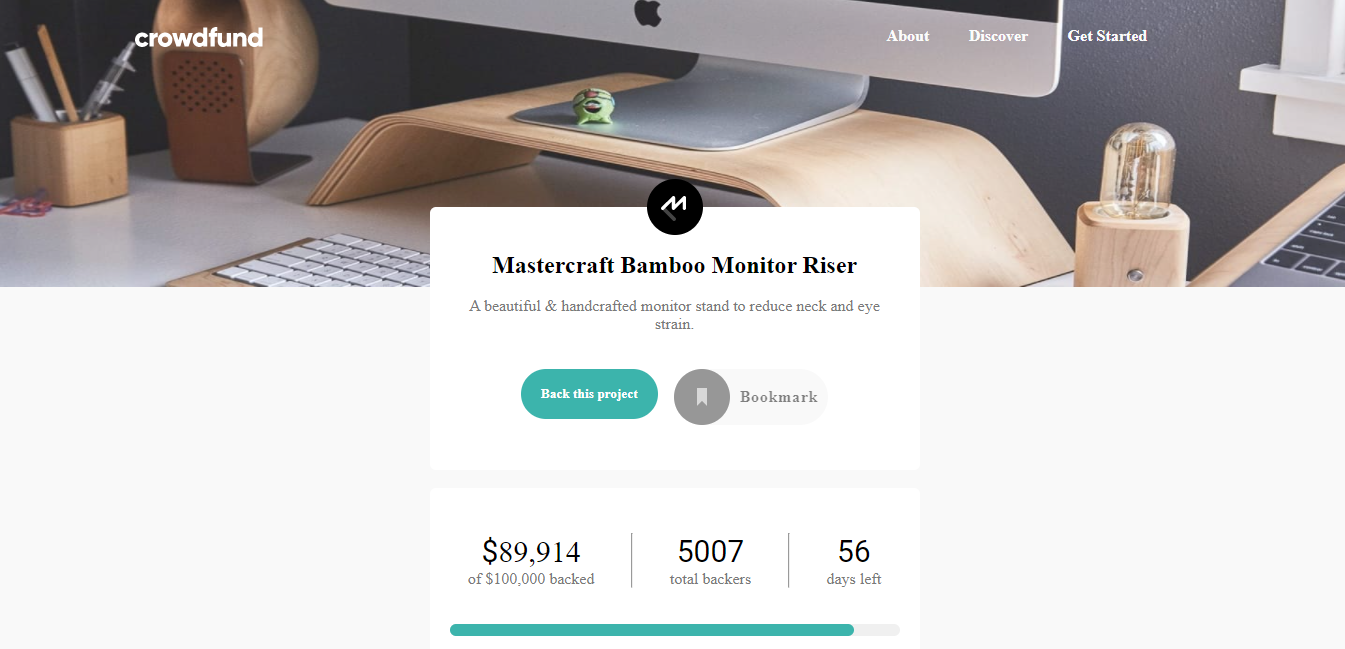 crowdfund
About Discover Get Started
Mastercraft Bamboo Monitor Riser
A beautiful & handcrafted monitor stand to reduce neck and eye
strain.
Back this project Bookmark
$89,914 5007 56
of $100,000 backed total backers days left